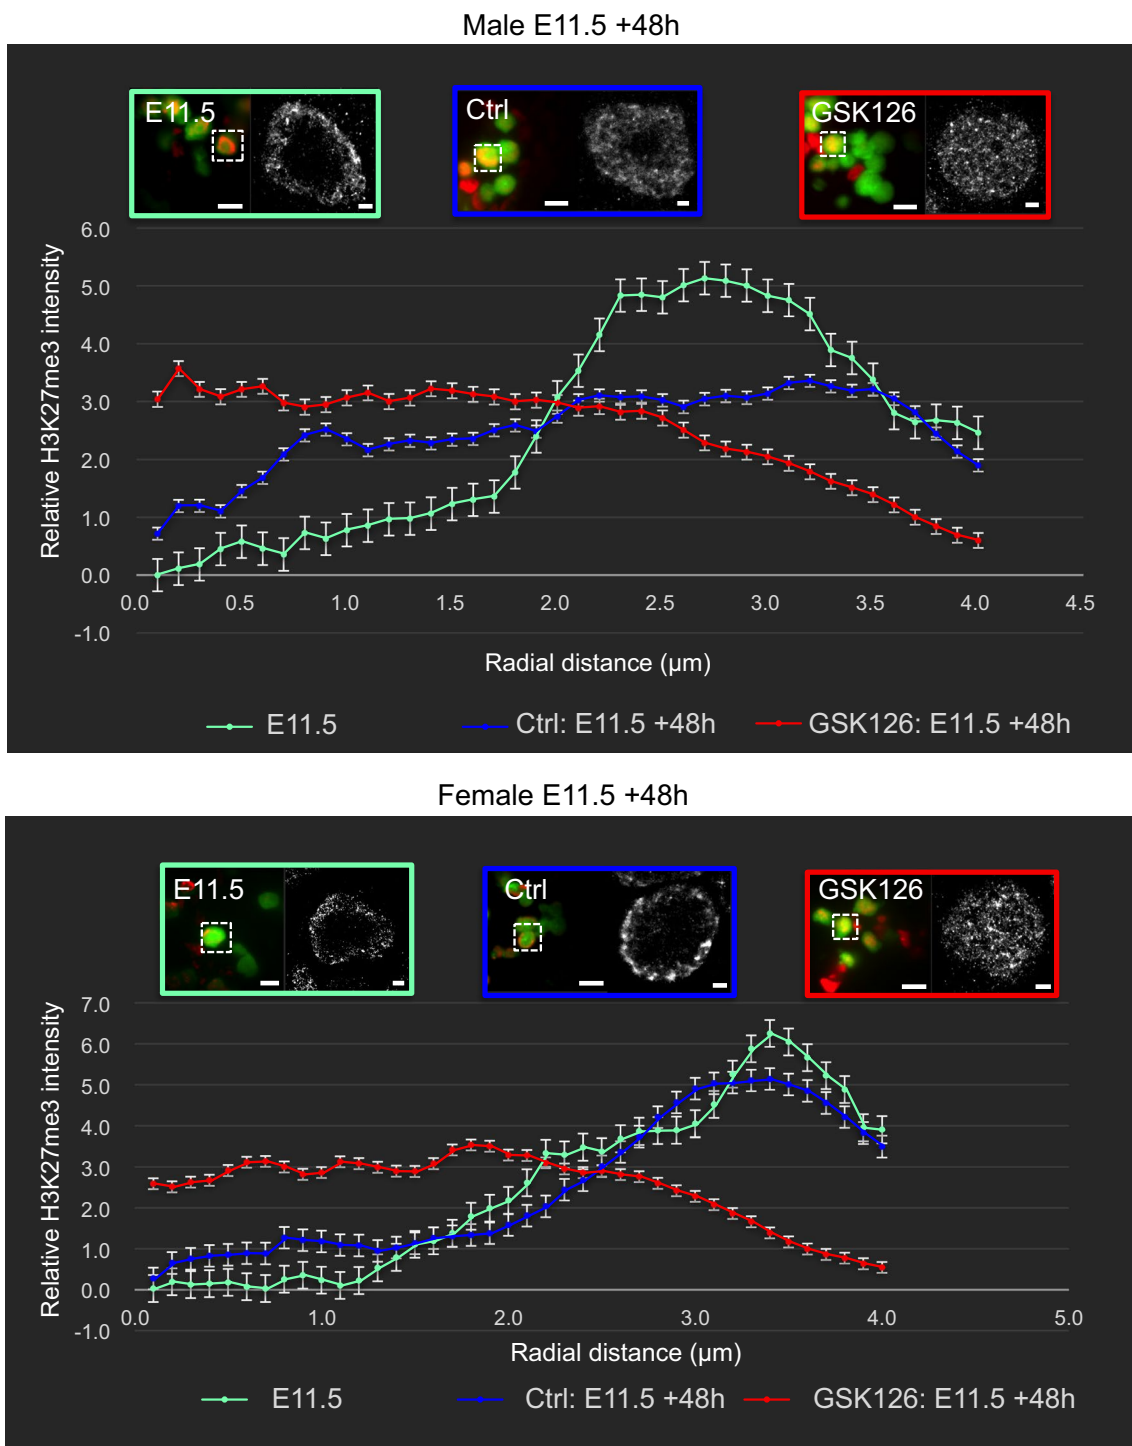 Male E11.5 +48h
E11.5
Ctrl
GSK126
Relative H3K27me3 intensity
6.0
5.0
4.0
3.0
2.0
1.0
0.0
-1.0
0.0 0.5 1.0 1.5 2.0 2.5 3.0 3.5 4.0 4.5
Radial distance (µm)
E11.5 Ctrl: E11.5 +48h GSK126: E11.5 +48h
Female E11.5 +48h
E11.5
Ctrl
GSK126
Relative H3K27me3 intensity
7.0
6.0
5.0
4.0
3.0
2.0
1.0
0.0
-1.0
0.0 1.0 2.0 3.0 4.0 5.0
Radial distance (µm)
E11.5 Ctrl: E11.5 +48h GSK126: E11.5 +48h